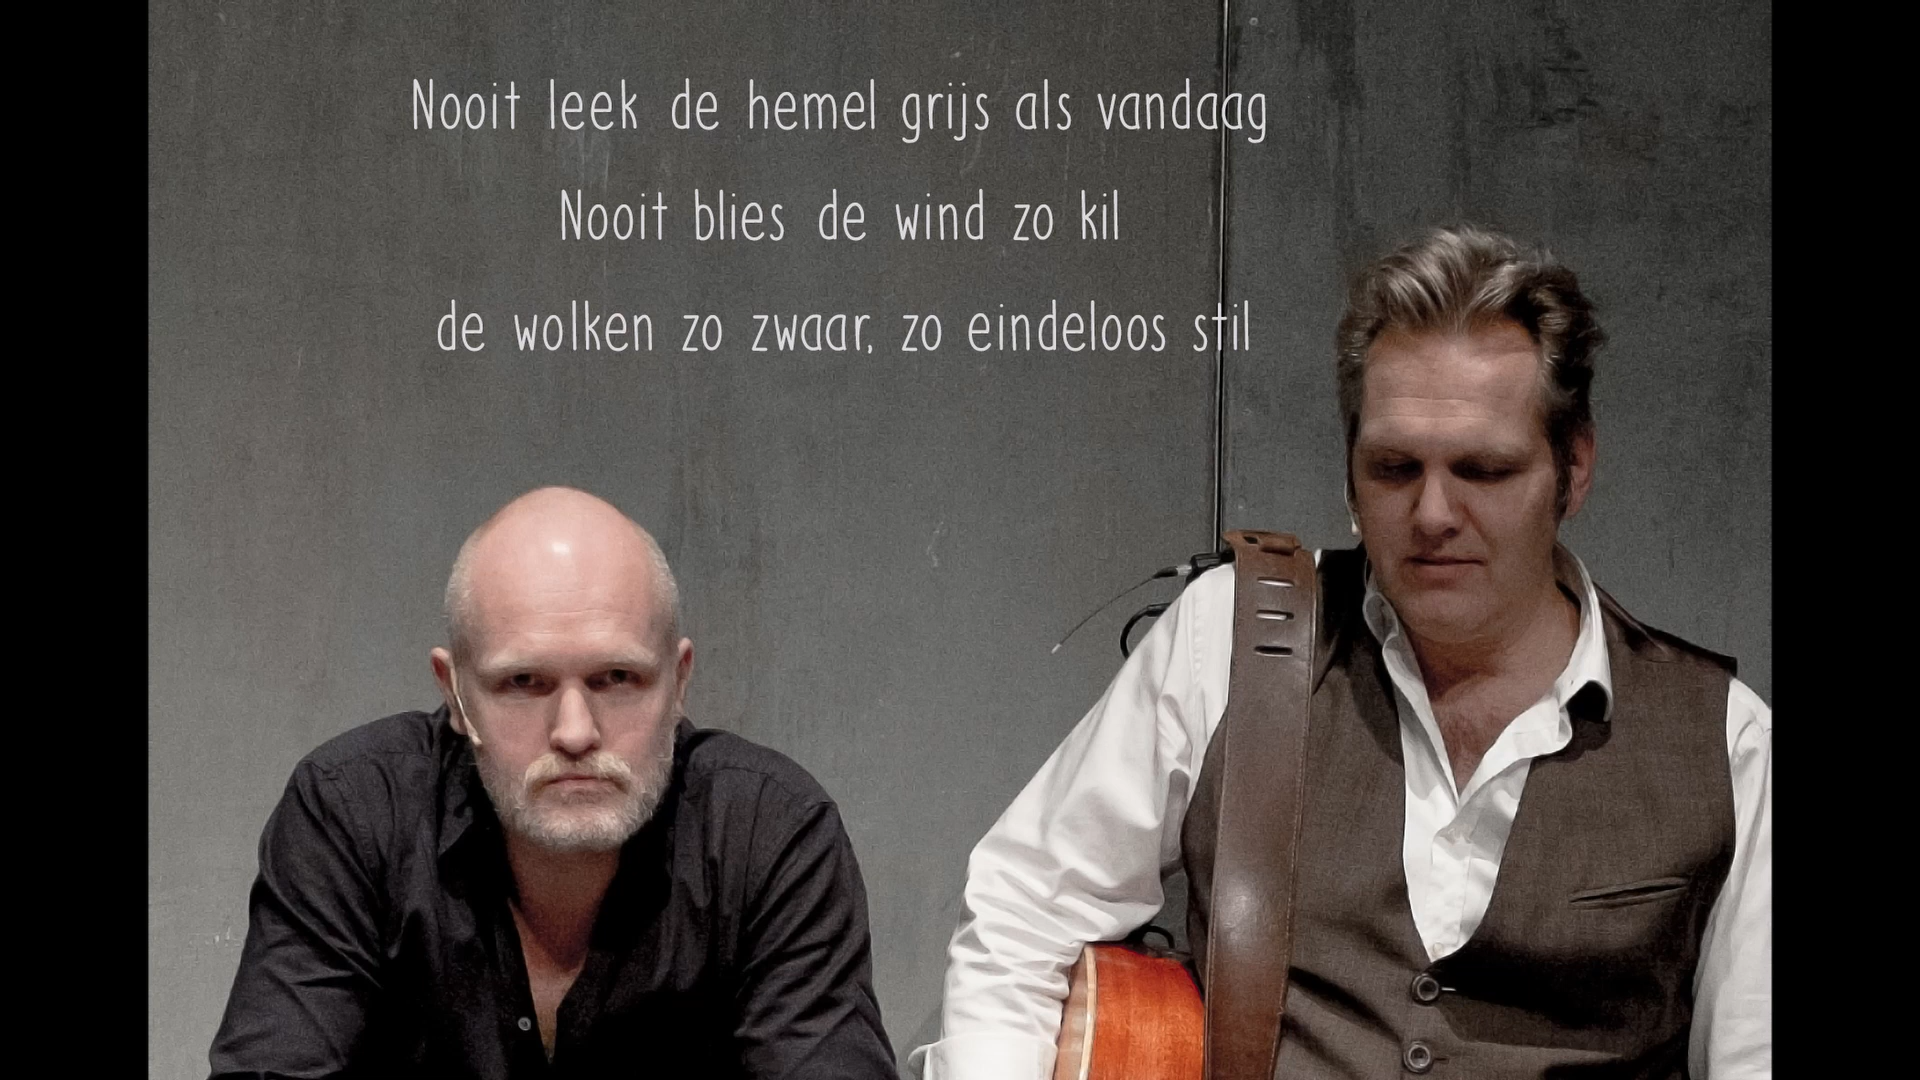 Nooit leek de hemel grijs als vandaag
Nooit blies de wind zo kil
de wolken zo zwaar, zo eindeloos stil